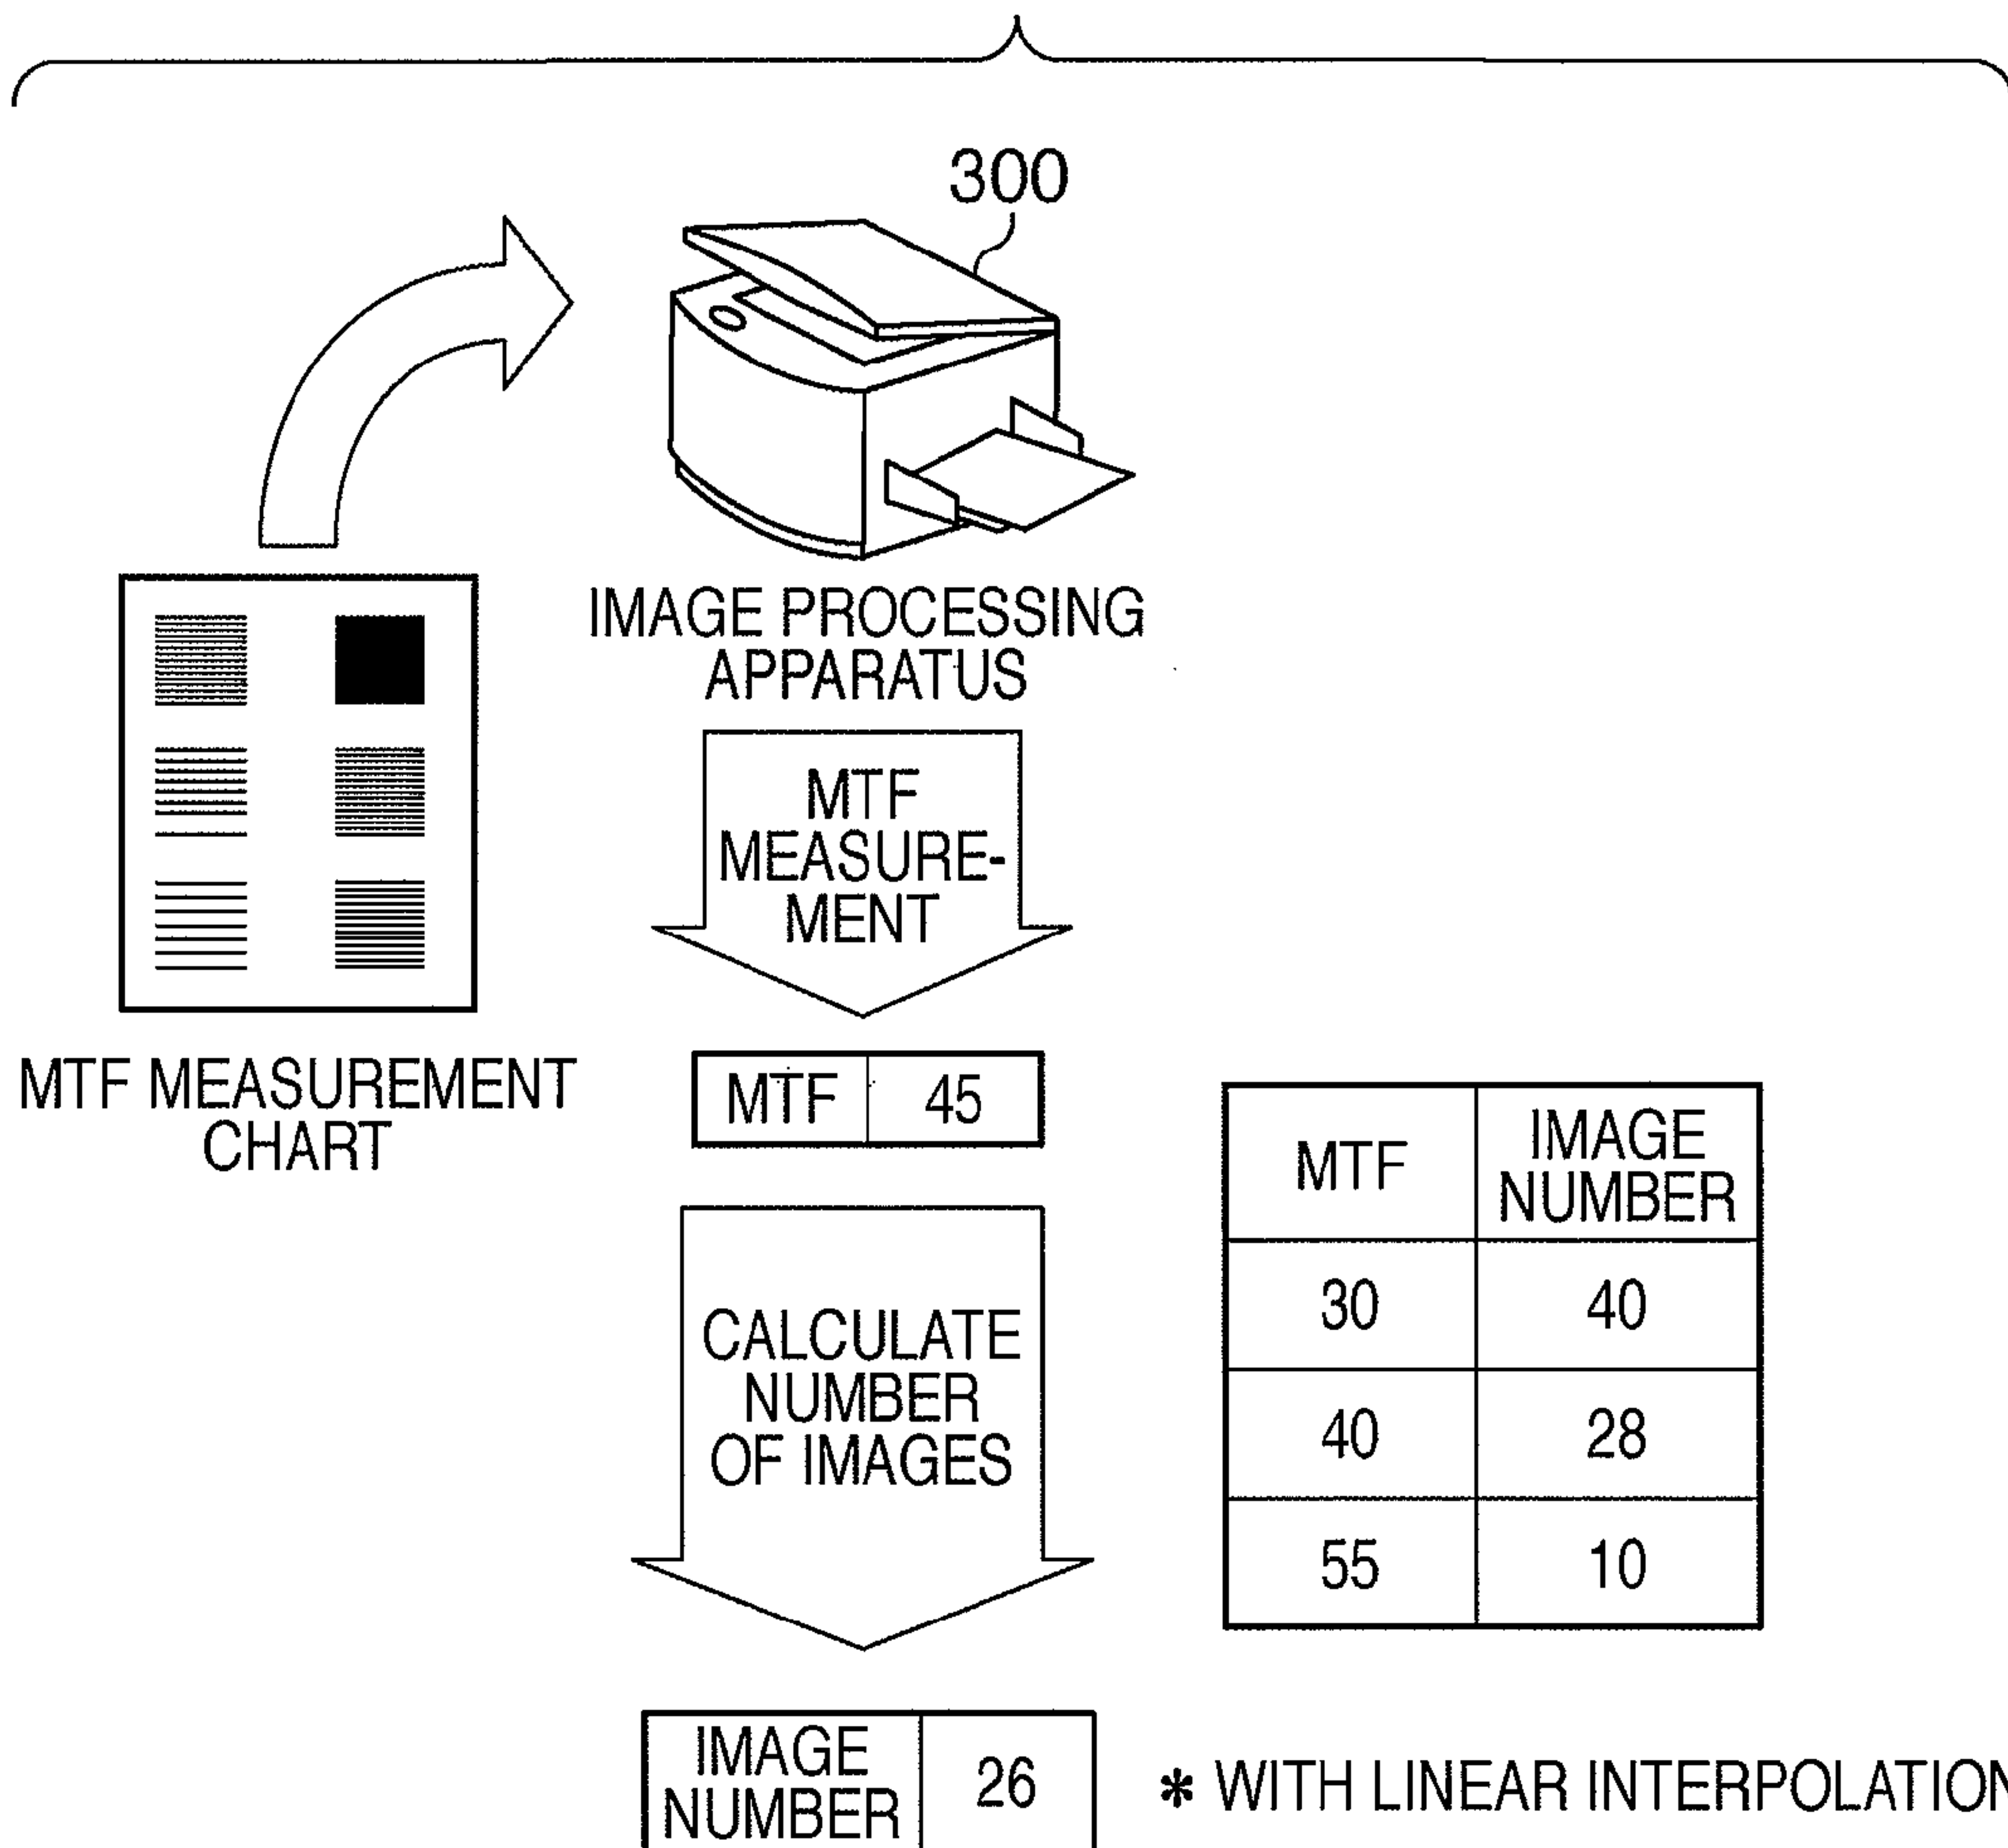 300
IMAGE PROCESSING
APPARATUS
MTF
MEASURE-
MENT
MTF MEASUREMENT
CHART
MTF 45
CALCULATE
NUMBER
OF IMAGES
MTF IMAGE
NUMBER
30 40
40 28
55 10
IMAGE
NUMBER 26
* WITH LINEAR INTERPOLATION